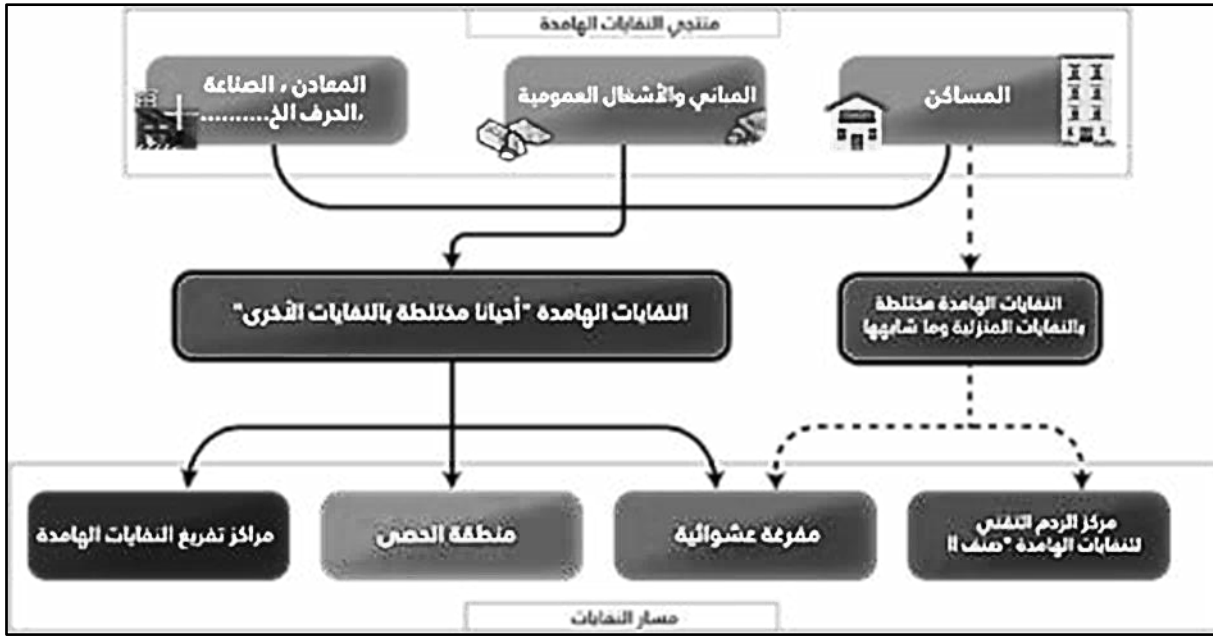 منتجي النفايات الهامدة
المساكن
المباني والأشغال العمومية
المعادن ، الصناعة
،الحرف الخ..........
النفايات الهامدة مختلطة
بالنفايات المنزلية وما شابهها
النفايات الهامدة "أحيانا مختلطة بالنفايات الأخرى"
مركز الردم التقني
للنفايات الهامدة "صنف II
مفرغة عشوائية
منطقة الحصى
مراكز تفريغ النفايات الهامدة
مسار النفايات